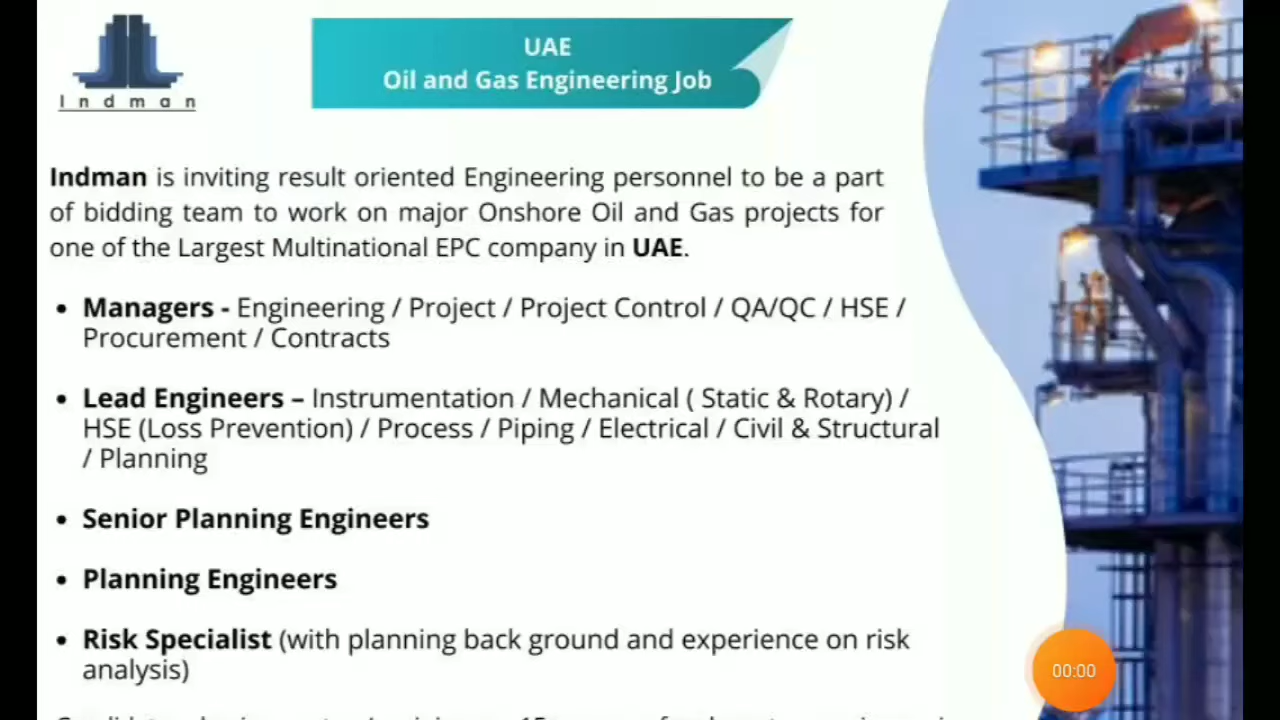 Indman
UAE
Oil and Gas Engineering Job
Indman is inviting result oriented Engineering personnel to be a part
of bidding team to work on major Onshore Oil and Gas projects for
one of the Largest Multinational EPC company in UAE.
• Managers - Engineering / Project / Project Control / QA/QC / HSE /
Procurement / Contracts
• Lead Engineers – Instrumentation / Mechanical ( Static & Rotary) /
HSE (Loss Prevention) / Process / Piping / Electrical / Civil & Structural
/ Planning
• Senior Planning Engineers
• Planning Engineers
• Risk Specialist (with planning back ground and experience on risk
analysis)
00:00